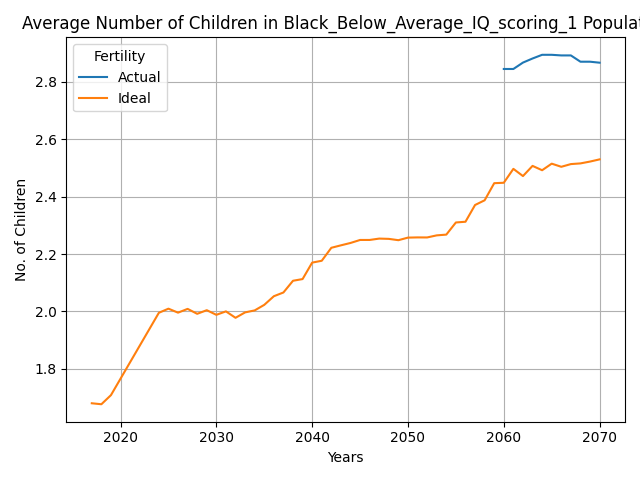 Average Number of Children in Black_Below_Average_IQ_scoring_1 Populat
Fertility
Actual
Ideal
No. of Children
2.8
2.6
2.4
2.2
2.0
1.8
2020 2030 2040 2050 2060 2070
Years